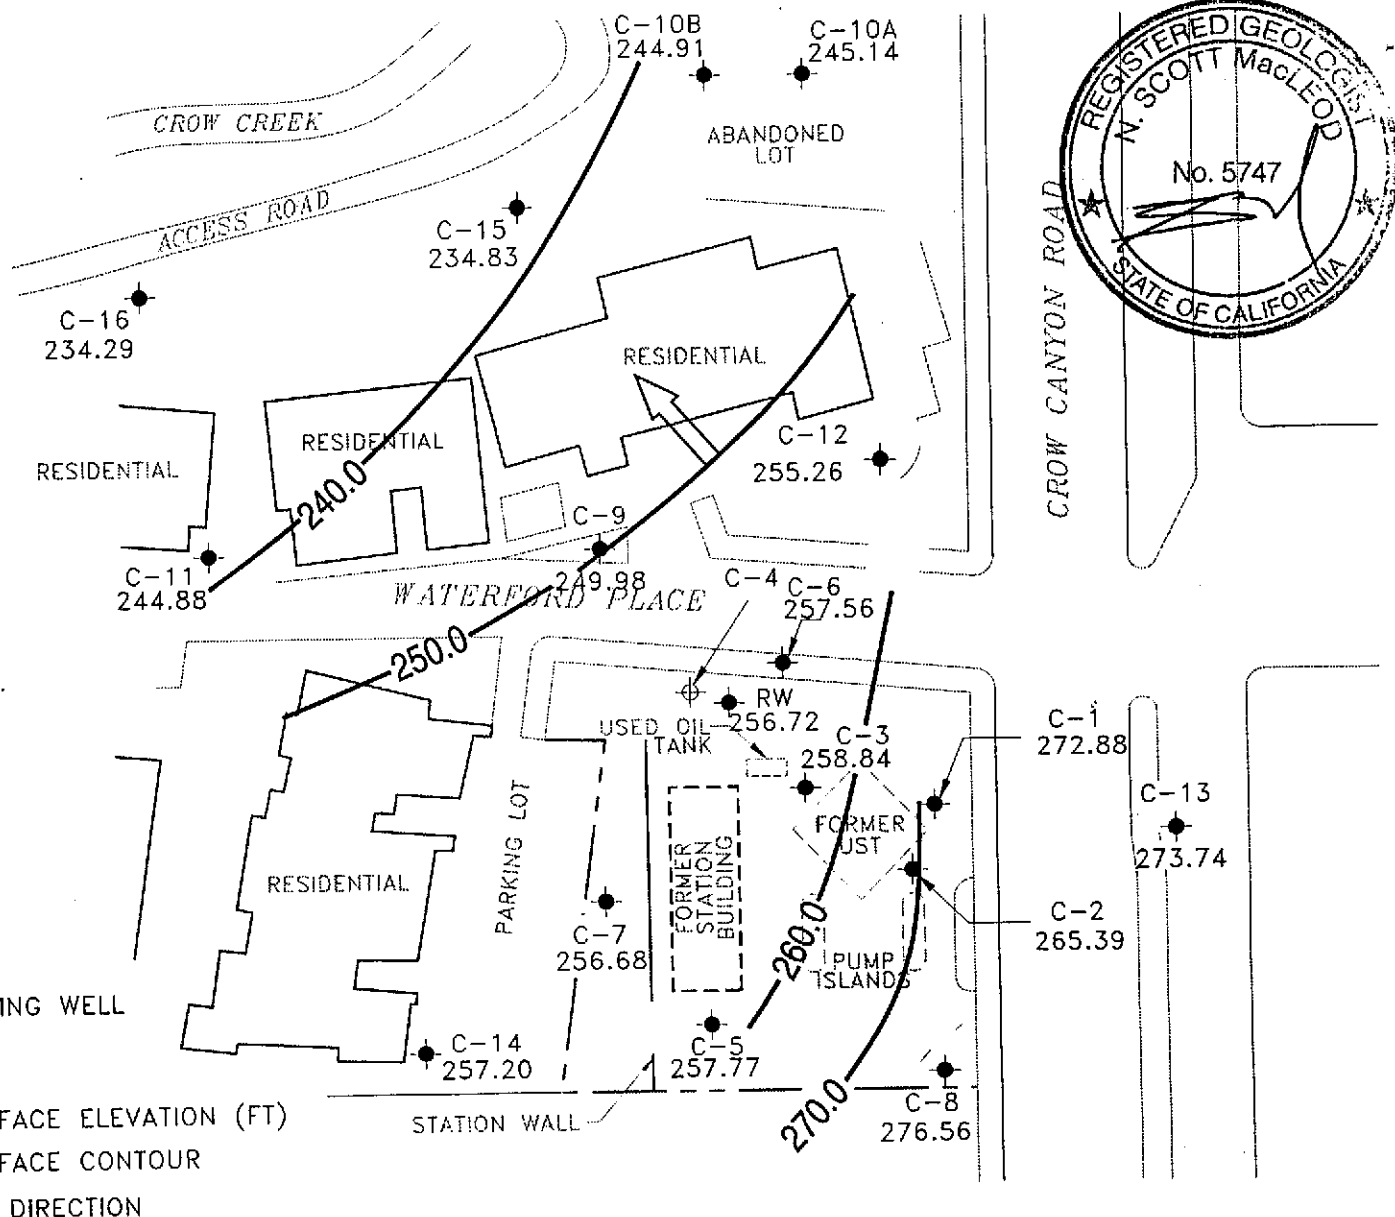 C-10B
244.91
C-10A
245.14
REGISTERED GEOLOGIST
N. SCOTT MacLEOD
No. 5747
STATE OF CALIFORNIA
CROW CREEK
ABANDONED
LOT
ACCESS ROAD
C-15
234.83
C-16
234.29
CROW CANYON ROAD
RESIDENTIAL
RESIDENTIAL
RESIDENTIAL
C-12
255.26
240.0
C-9
249.98
C-11
244.88
WATERFORD PLACE
C-4
C-6
257.56
250.0
RW
256.72
USED OIL
TANK
C-3
258.84
C-1
272.88
C-13
273.74
FORMER
UST
PARKING LOT
FORMER
STATION
BUILDING
RESIDENTIAL
C-2
265.39
C-7
256.68
260.0
PUMP
ISLANDS
ING WELL
C-14
257.20
C-5
257.77
270.0
C-8
276.56
STATION WALL
FACE ELEVATION (FT)
FACE CONTOUR
DIRECTION